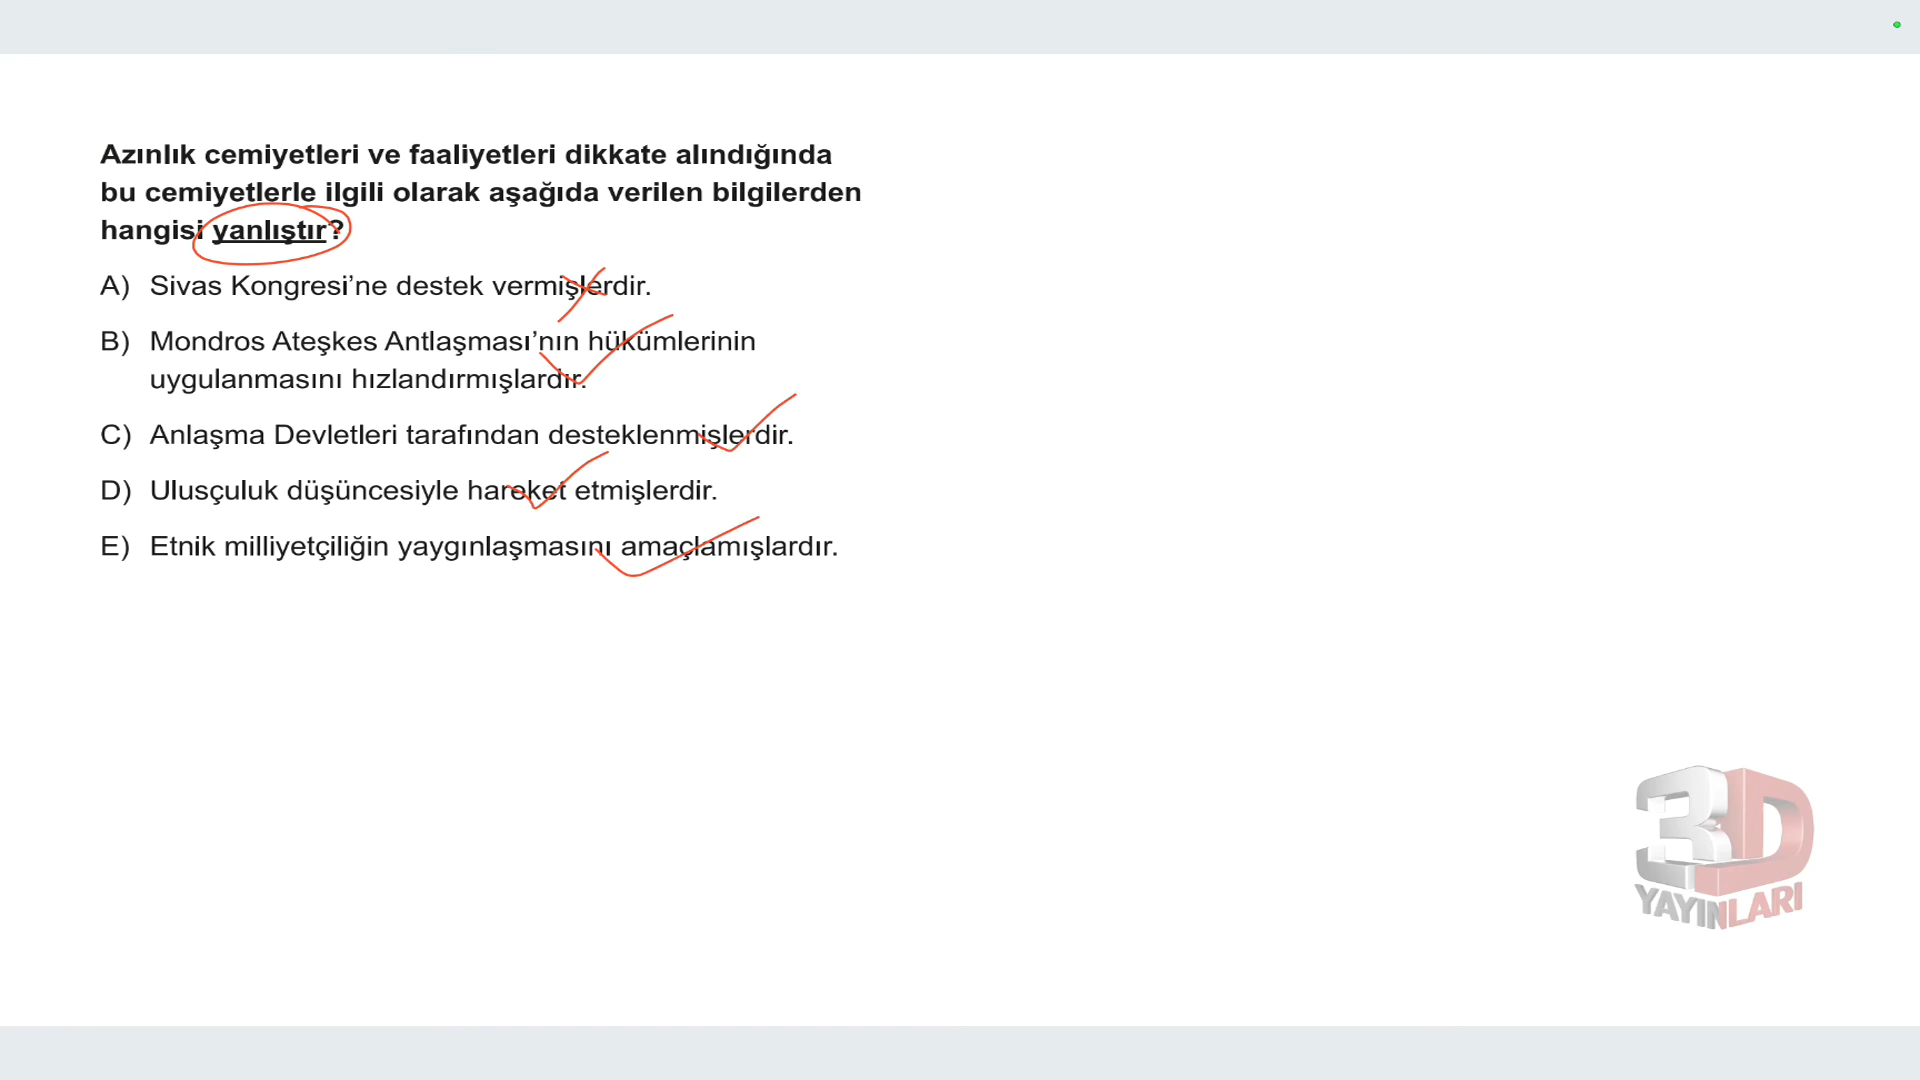 Azınlık cemiyetleri ve faaliyetleri dikkate alındığında
bu cemiyetlerle ilgili olarak aşağıda verilen bilgilerden
hangisi yanlıştır?
A) Sivas Kongresi’ne destek vermişlerdir.
B) Mondros Ateşkes Antlaşması’nın hükümlerinin
uygulanmasını hızlandırmışlardır.
C) Anlaşma Devletleri tarafından desteklenmişlerdir.
D) Ulusçuluk düşüncesiyle hareket etmişlerdir.
E) Etnik milliyetçiliğin yaygınlaşmasını amaçlamışlardır.
3D
YAYINLARI